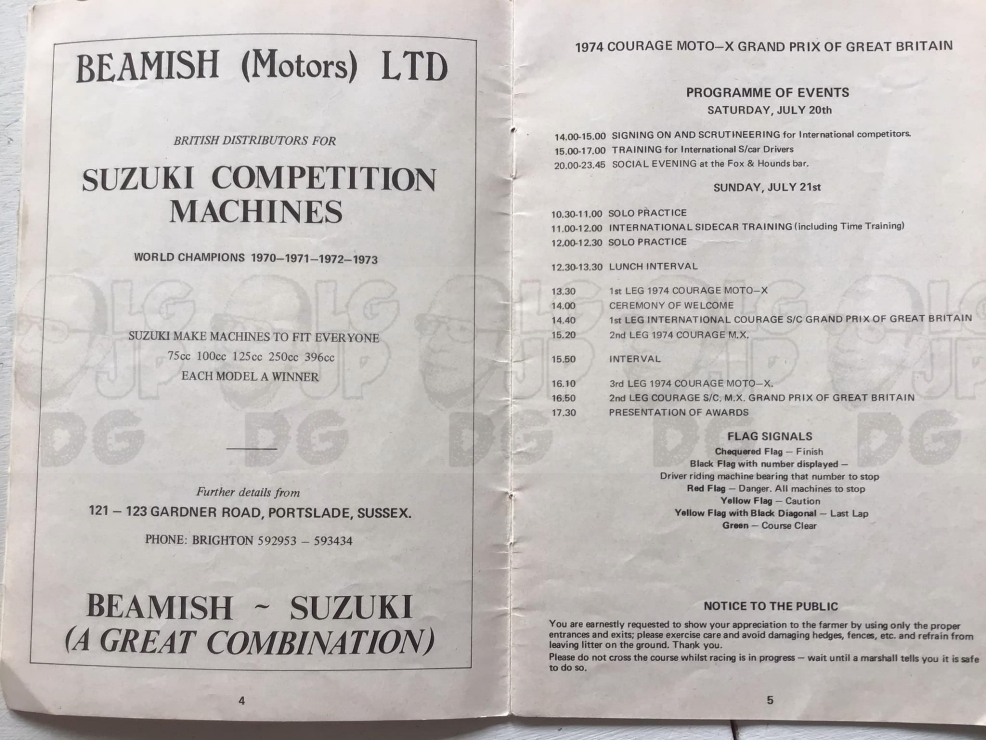 BEAMISH (Motors) LTD
BRITISH DISTRIBUTORS FOR
SUZUKI COMPETITION
MACHINES
WORLD CHAMPIONS 1970–1971–1972–1973
SUZUKI MAKE MACHINES TO FIT EVERYONE
75cc 100cc 125cc 250cc 396cc
EACH MODEL A WINNER
Further details from
121 – 123 GARDNER ROAD, PORTSLADE, SUSSEX.
PHONE: BRIGHTON 592953 – 593434
BEAMISH ~ SUZUKI
(A GREAT COMBINATION)
4
1974 COURAGE MOTO–X GRAND PRIX OF GREAT BRITAIN
PROGRAMME OF EVENTS
SATURDAY, JULY 20th
14.00-15.00 SIGNING ON AND SCRUTINEERING for International competitors.
15.00-17.00 TRAINING for International S/car Drivers
20.00-23.45 SOCIAL EVENING at the Fox & Hounds bar.
SUNDAY, JULY 21st
10.30-11.00 SOLO PRACTICE
11.00-12.00 INTERNATIONAL SIDECAR TRAINING (including Time Training)
12.00-12.30 SOLO PRACTICE
12.30-13.30 LUNCH INTERVAL
13.30 1st LEG 1974 COURAGE MOTO–X
14.00 CEREMONY OF WELCOME
14.40 1st LEG INTERNATIONAL COURAGE S/C GRAND PRIX OF GREAT BRITAIN
15.20 2nd LEG 1974 COURAGE M.X.
15.50 INTERVAL
16.10 3rd LEG 1974 COURAGE MOTO–X.
16.50 2nd LEG COURAGE S/C. M.X. GRAND PRIX OF GREAT BRITAIN
17.30 PRESENTATION OF AWARDS
FLAG SIGNALS
Chequered Flag – Finish
Black Flag with number displayed –
Driver riding machine bearing that number to stop
Red Flag – Danger. All machines to stop
Yellow Flag – Caution
Yellow Flag with Black Diagonal – Last Lap
Green – Course Clear
NOTICE TO THE PUBLIC
You are earnestly requested to show your appreciation to the farmer by using only the proper
entrances and exits; please exercise care and avoid damaging hedges, fences, etc. and refrain from
leaving litter on the ground. Thank you.
Please do not cross the course whilst racing is in progress – wait until a marshall tells you it is safe
to do so.
5
LG
JP
DG
LG
JP
DG
LG
JP
DG
LG
JP
DG